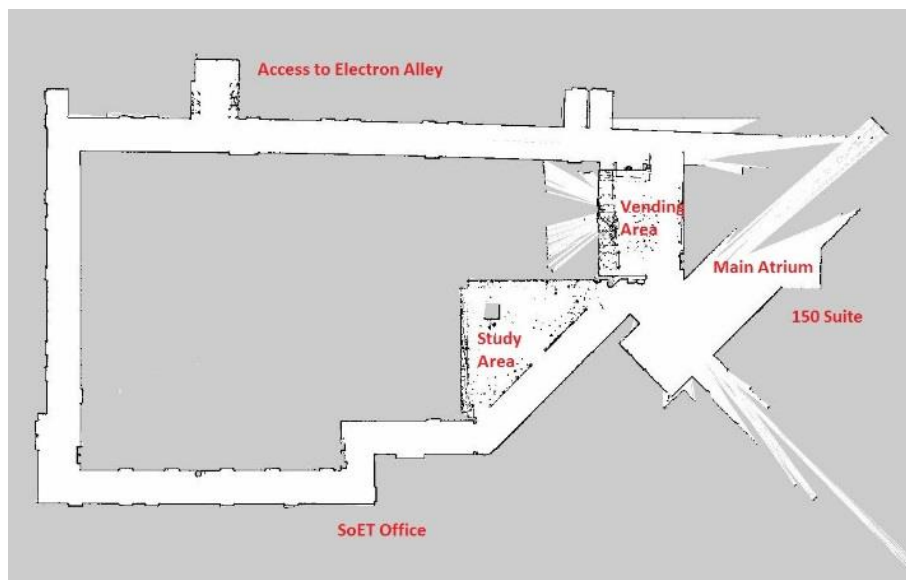 Access to Electron Alley
Vending
Area
Main Atrium
150 Suite
Study
Area
SoET Office